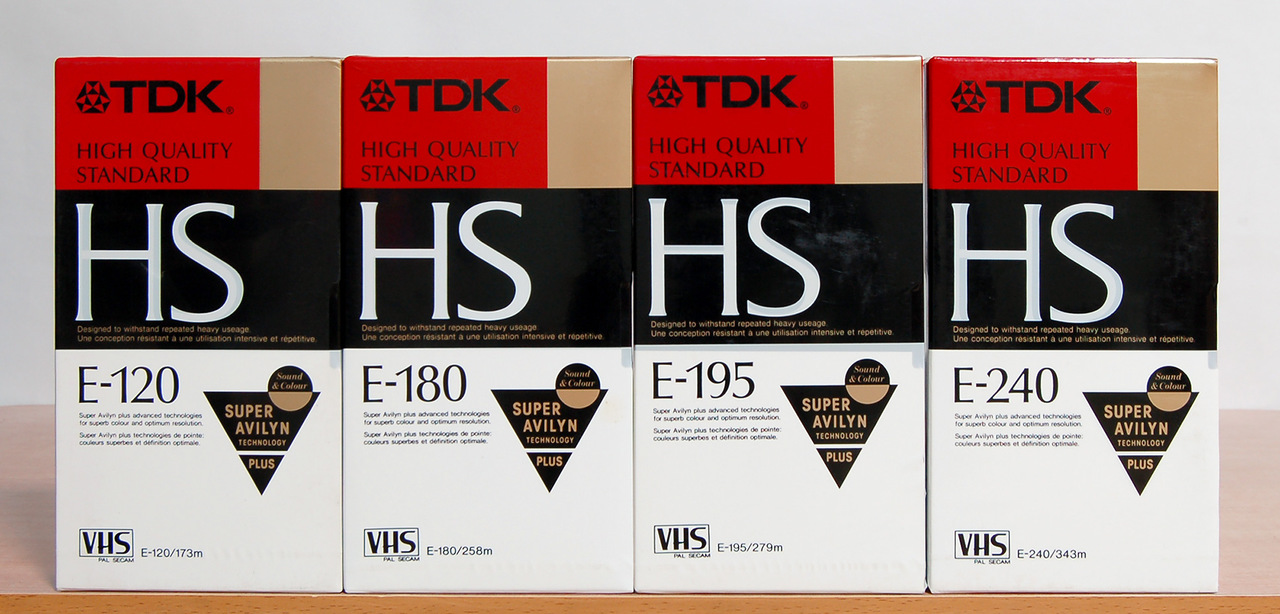 TDK®
HIGH QUALITY
STANDARD
HS
Designed to withstand repeated heavy useage.
Une conception résistant à une utilisation intensive et répétitive.
E-120
Sound
& Colour
Super Avilyn plus advanced technologies
for superb colour and optimum resolution.
Super Avilyn plus technologies de pointe:
couleurs superbes et définition optimale.
SUPER
AVILYN
TECHNOLOGY
PLUS
VHS
PAL SECAM
E-120/173m
TDK®
HIGH QUALITY
STANDARD
HS
Designed to withstand repeated heavy useage.
Une conception résistant à une utilisation intensive et répétitive.
E-180
Sound
& Colour
Super Avilyn plus advanced technologies
for superb colour and optimum resolution.
Super Avilyn plus technologies de pointe:
couleurs superbes et définition optimale.
SUPER
AVILYN
TECHNOLOGY
PLUS
VHS
PAL SECAM
E-180/258m
TDK®
HIGH QUALITY
STANDARD
HS
Designed to withstand repeated heavy useage.
Une conception résistant à une utilisation intensive et répétitive.
E-195
Sound
& Colour
Super Avilyn plus advanced technologies
for superb colour and optimum resolution.
Super Avilyn plus technologies de pointe:
couleurs superbes et définition optimale.
SUPER
AVILYN
TECHNOLOGY
PLUS
VHS
PAL SECAM
E-195/279m
TDK®
HIGH QUALITY
STANDARD
HS
Designed to withstand repeated heavy useage.
Une conception résistant à une utilisation intensive et répétitive.
E-240
Sound
& Colour
Super Avilyn plus advanced technologies
for superb colour and optimum resolution.
Super Avilyn plus technologies de pointe:
couleurs superbes et définition optimale.
SUPER
AVILYN
TECHNOLOGY
PLUS
VHS
PAL SECAM
E-240/343m